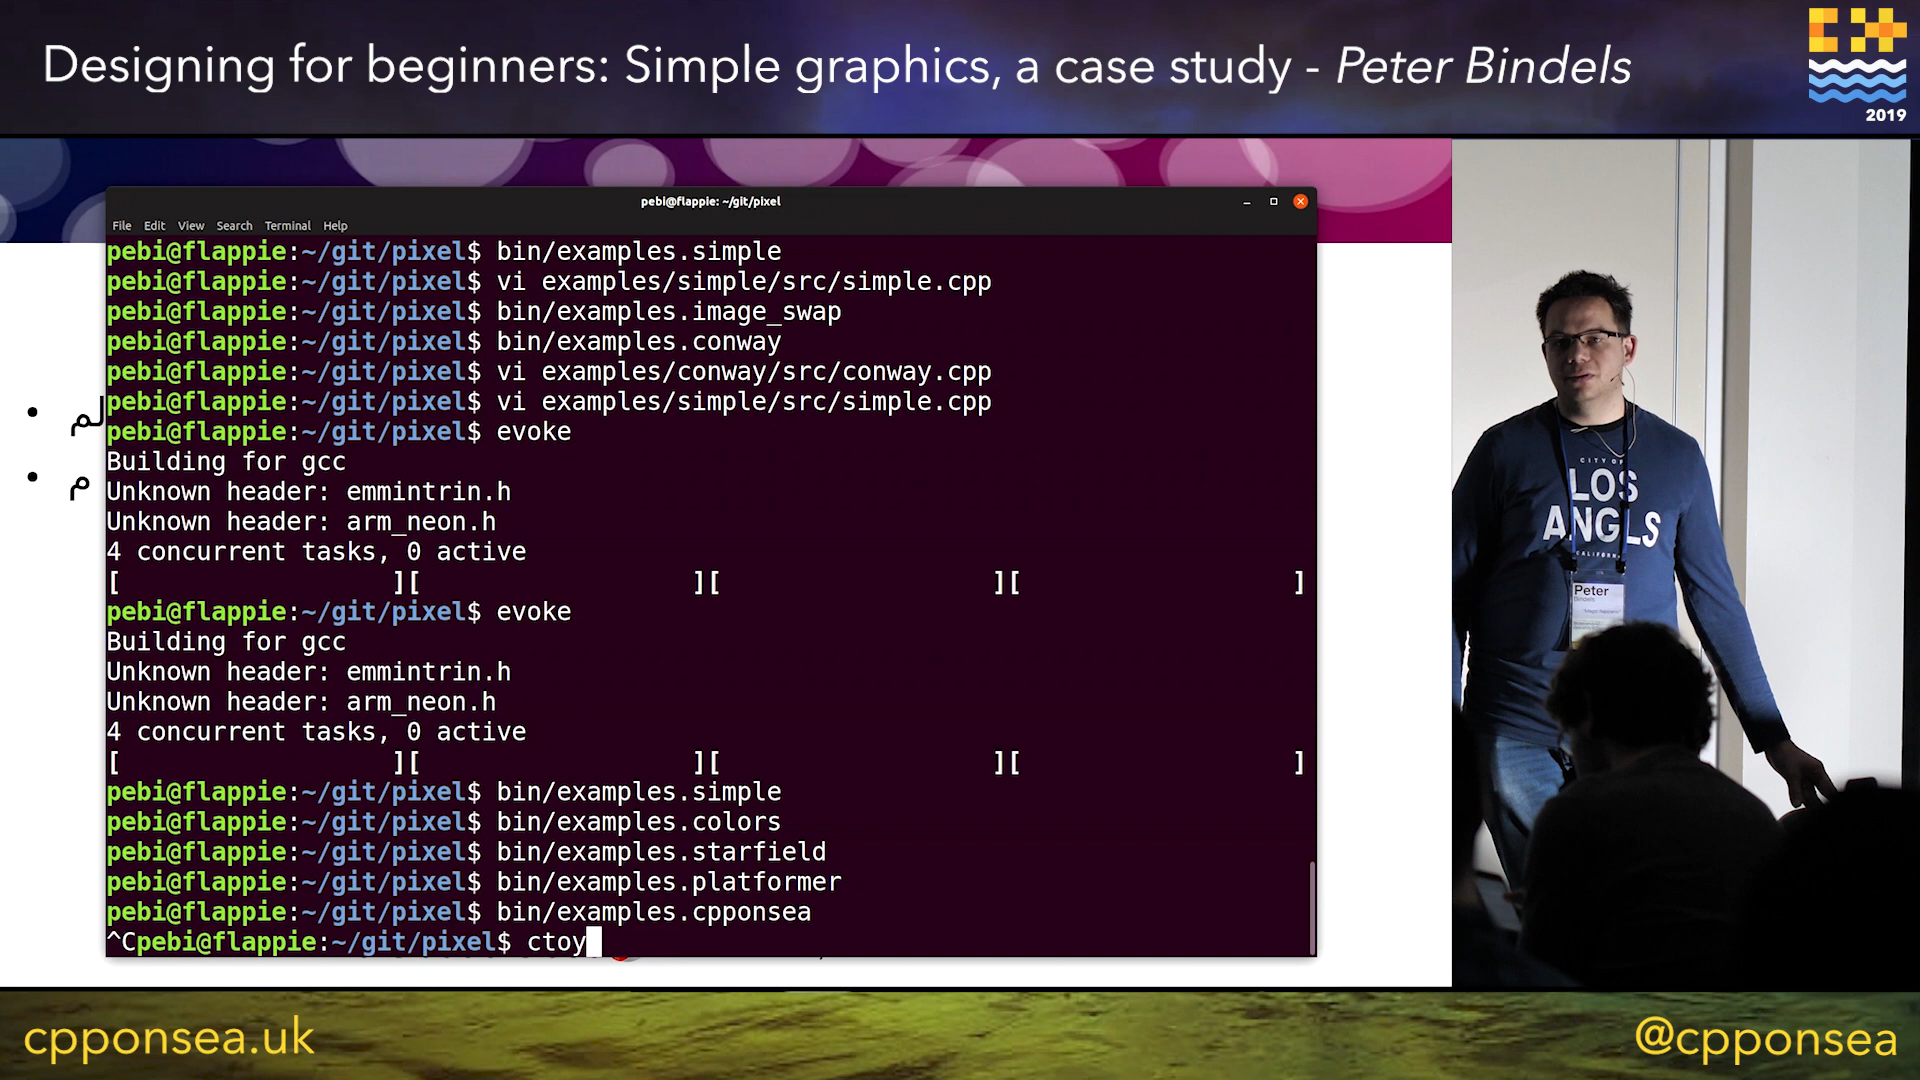 Designing for beginners: Simple graphics, a case study - Peter Bindels
2019
pebi@flappie: ~/git/pixel
File Edit View Search Terminal Help
pebi@flappie:~/git/pixel$ bin/examples.simple
pebi@flappie:~/git/pixel$ vi examples/simple/src/simple.cpp
pebi@flappie:~/git/pixel$ bin/examples.image_swap
pebi@flappie:~/git/pixel$ bin/examples.conway
pebi@flappie:~/git/pixel$ vi examples/conway/src/conway.cpp
pebi@flappie:~/git/pixel$ vi examples/simple/src/simple.cpp
pebi@flappie:~/git/pixel$ evoke
Building for gcc
Unknown header: emmintrin.h
Unknown header: arm_neon.h
4 concurrent tasks, 0 active
[ ][ ][ ][ ]
pebi@flappie:~/git/pixel$ evoke
Building for gcc
Unknown header: emmintrin.h
Unknown header: arm_neon.h
4 concurrent tasks, 0 active
[ ][ ][ ][ ]
pebi@flappie:~/git/pixel$ bin/examples.simple
pebi@flappie:~/git/pixel$ bin/examples.colors
pebi@flappie:~/git/pixel$ bin/examples.starfield
pebi@flappie:~/git/pixel$ bin/examples.platformer
pebi@flappie:~/git/pixel$ bin/examples.cpponsea
^Cpebi@flappie:~/git/pixel$ ctoy
CITY OF
LOS
ANGLS
Peter
Bindels
cpponsea.uk
@cpponsea